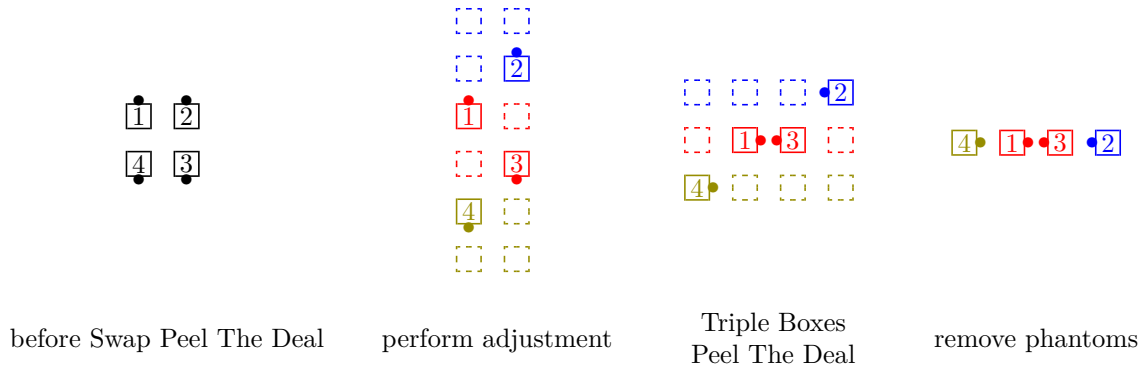 1 2
4 3
before Swap Peel The Deal
2
1
3
4
perform adjustment
2
1 3
4
Triple Boxes
Peel The Deal
4 1 3 2
remove phantoms